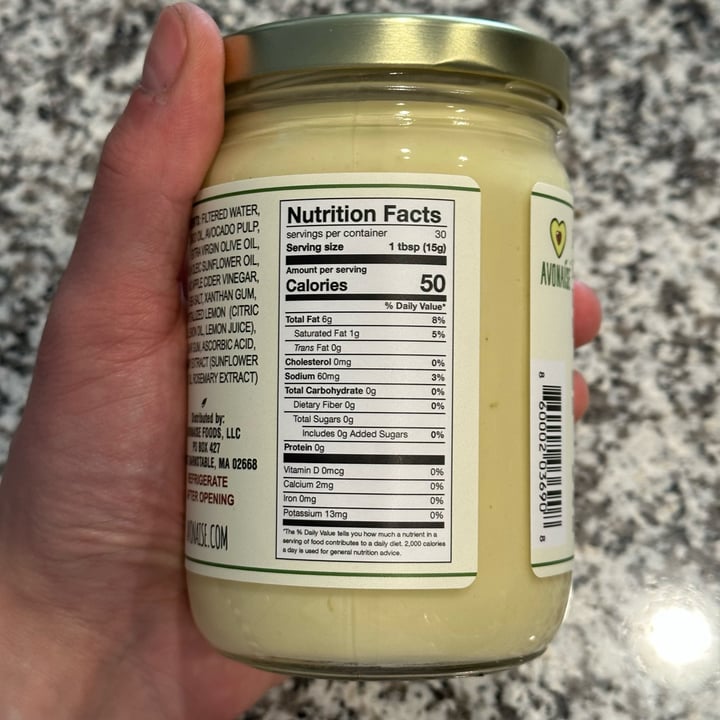 FILTERED WATER,
OIL, AVOCADO PULP,
VIRGIN OLIVE OIL,
SUNFLOWER OIL,
CIDER VINEGAR,
SALT, XANTHAN GUM,
LEMON (CITRIC
OIL, LEMON JUICE),
GUM, ASCORBIC ACID,
EXTRACT (SUNFLOWER
ROSEMARY EXTRACT)
Distributed by:
FOODS, LLC
PO BOX 427
MA 02668
REFRIGERATE
AFTER OPENING
Nutrition Facts
servings per container 30
Serving size 1 tbsp (15g)
Amount per serving
Calories 50
% Daily Value*
Total Fat 6g 8%
Saturated Fat 1g 5%
Trans Fat 0g
Cholesterol 0mg 0%
Sodium 60mg 3%
Total Carbohydrate 0g 0%
Dietary Fiber 0g 0%
Total Sugars 0g
Includes 0g Added Sugars 0%
Protein 0g
Vitamin D 0mcg 0%
Calcium 2mg 0%
Iron 0mg 0%
Potassium 13mg 0%
*The % Daily Value tells you how much a nutrient in a
serving of food contributes to a daily diet. 2,000 calories
a day is used for general nutrition advice.
AVONAISE
8 60002 03690 8